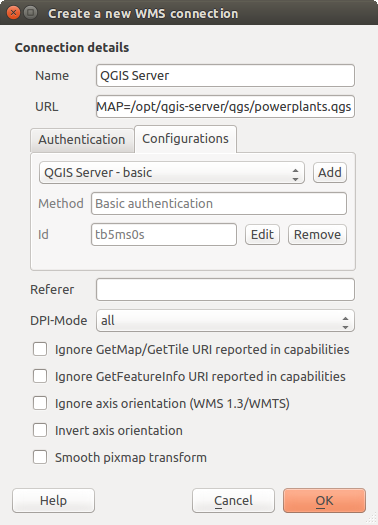 Create a new WMS connection
Connection details
Name QGIS Server
URL MAP=/opt/qgis-server/qgs/powerplants.qgs
Authentication Configurations
QGIS Server - basic Add
Method Basic authentication
Id tb5ms0s Edit Remove
Referer
DPI-Mode all
Ignore GetMap/GetTile URI reported in capabilities
Ignore GetFeatureInfo URI reported in capabilities
Ignore axis orientation (WMS 1.3/WMTS)
Invert axis orientation
Smooth pixmap transform
Help Cancel OK